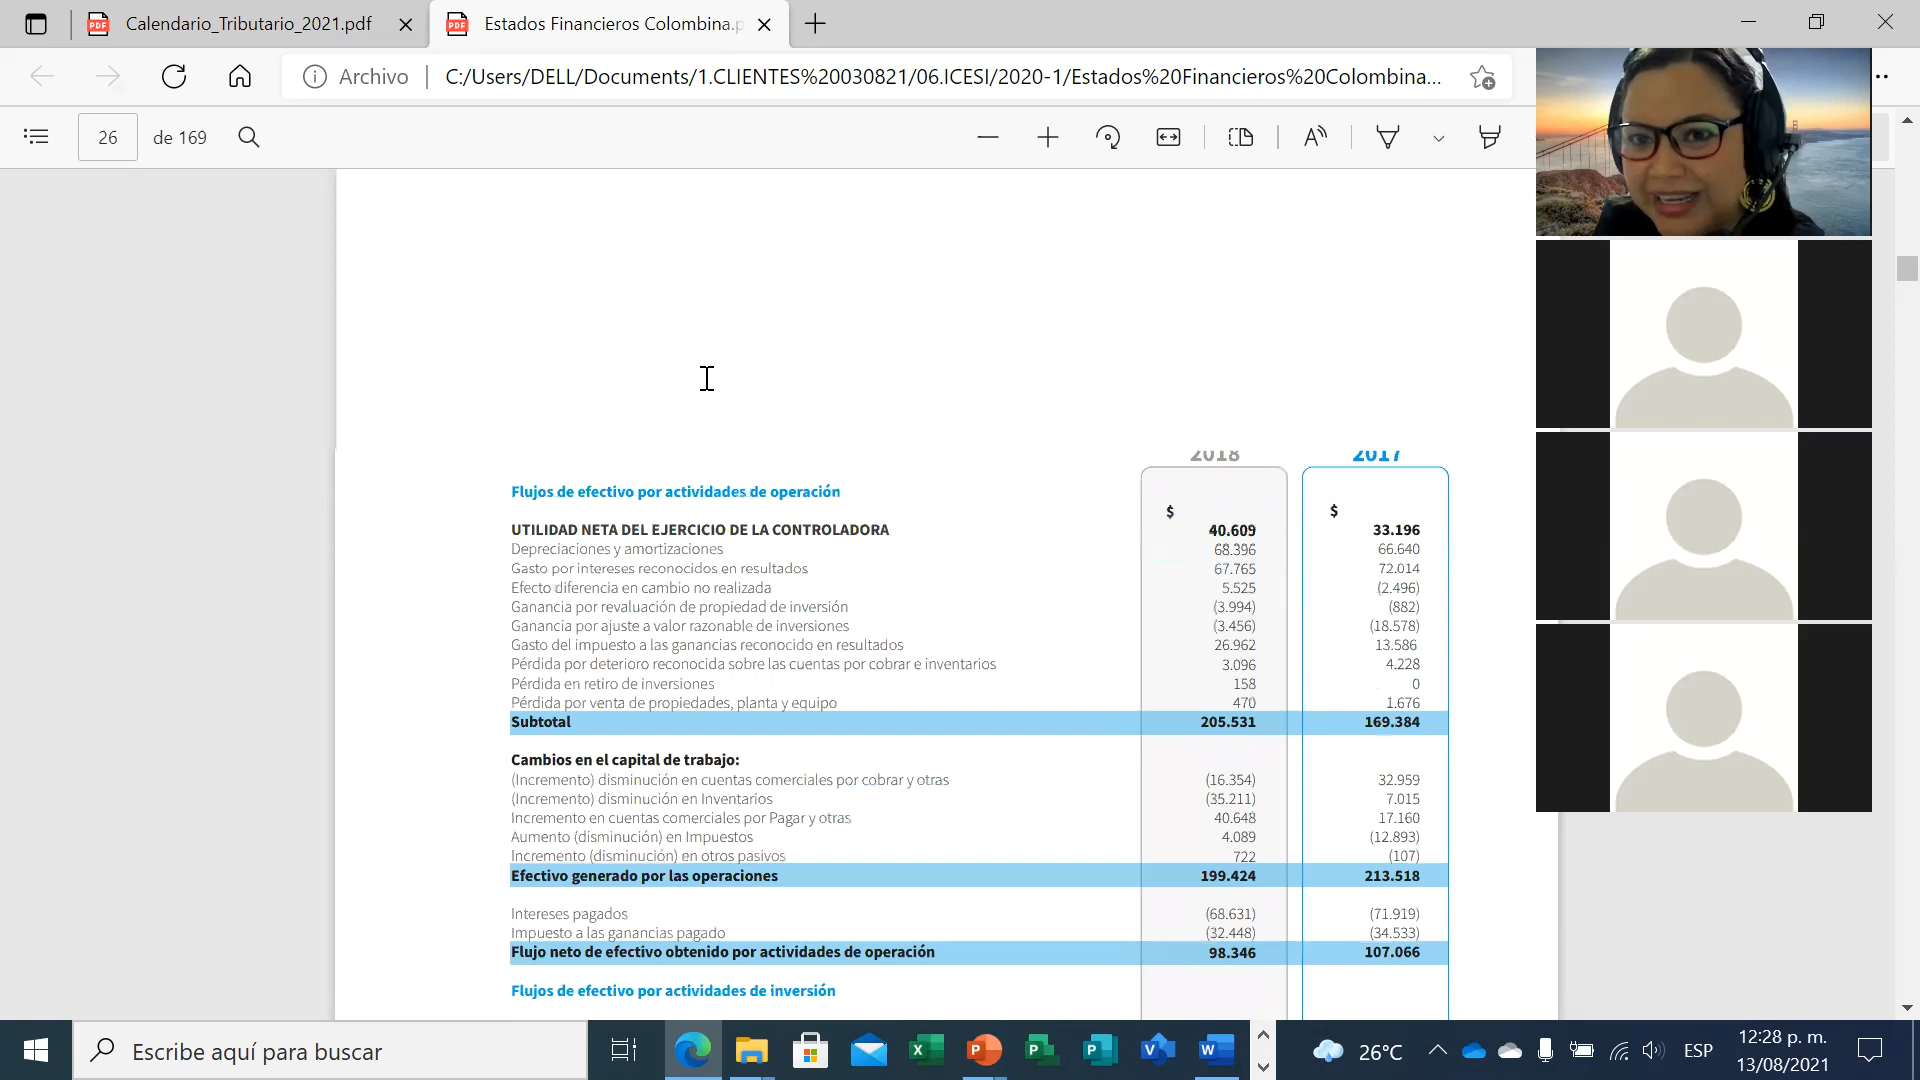 Calendario_Tributario_2021.pdf
Estados Financieros Colombina.p
Archivo
C:/Users/DELL/Documents/1.CLIENTES%20030821/06.ICESI/2020-1/Estados%20Financieros%20Colombina...
26 de 169
2018 2017
Flujos de efectivo por actividades de operación
$ $
UTILIDAD NETA DEL EJERCICIO DE LA CONTROLADORA 40.609 33.196
Depreciaciones y amortizaciones 68.396 66.640
Gasto por intereses reconocidos en resultados 67.765 72.014
Efecto diferencia en cambio no realizada 5.525 (2.496)
Ganancia por revaluación de propiedad de inversión (3.994) (882)
Ganancia por ajuste a valor razonable de inversiones (3.456) (18.578)
Gasto del impuesto a las ganancias reconocido en resultados 26.962 13.586
Pérdida por deterioro reconocida sobre las cuentas por cobrar e inventarios 3.096 4.228
Pérdida en retiro de inversiones 158 0
Pérdida por venta de propiedades, planta y equipo 470 1.676
Subtotal 205.531 169.384
Cambios en el capital de trabajo:
(Incremento) disminución en cuentas comerciales por cobrar y otras (16.354) 32.959
(Incremento) disminución en Inventarios (35.211) 7.015
Incremento en cuentas comerciales por Pagar y otras 40.648 17.160
Aumento (disminución) en Impuestos 4.089 (12.893)
Incremento (disminución) en otros pasivos 722 (107)
Efectivo generado por las operaciones 199.424 213.518
Intereses pagados (68.631) (71.919)
Impuesto a las ganancias pagado (32.448) (34.533)
Flujo neto de efectivo obtenido por actividades de operación 98.346 107.066
Flujos de efectivo por actividades de inversión
Escribe aquí para buscar
26°C
ESP
12:28 p. m.
13/08/2021